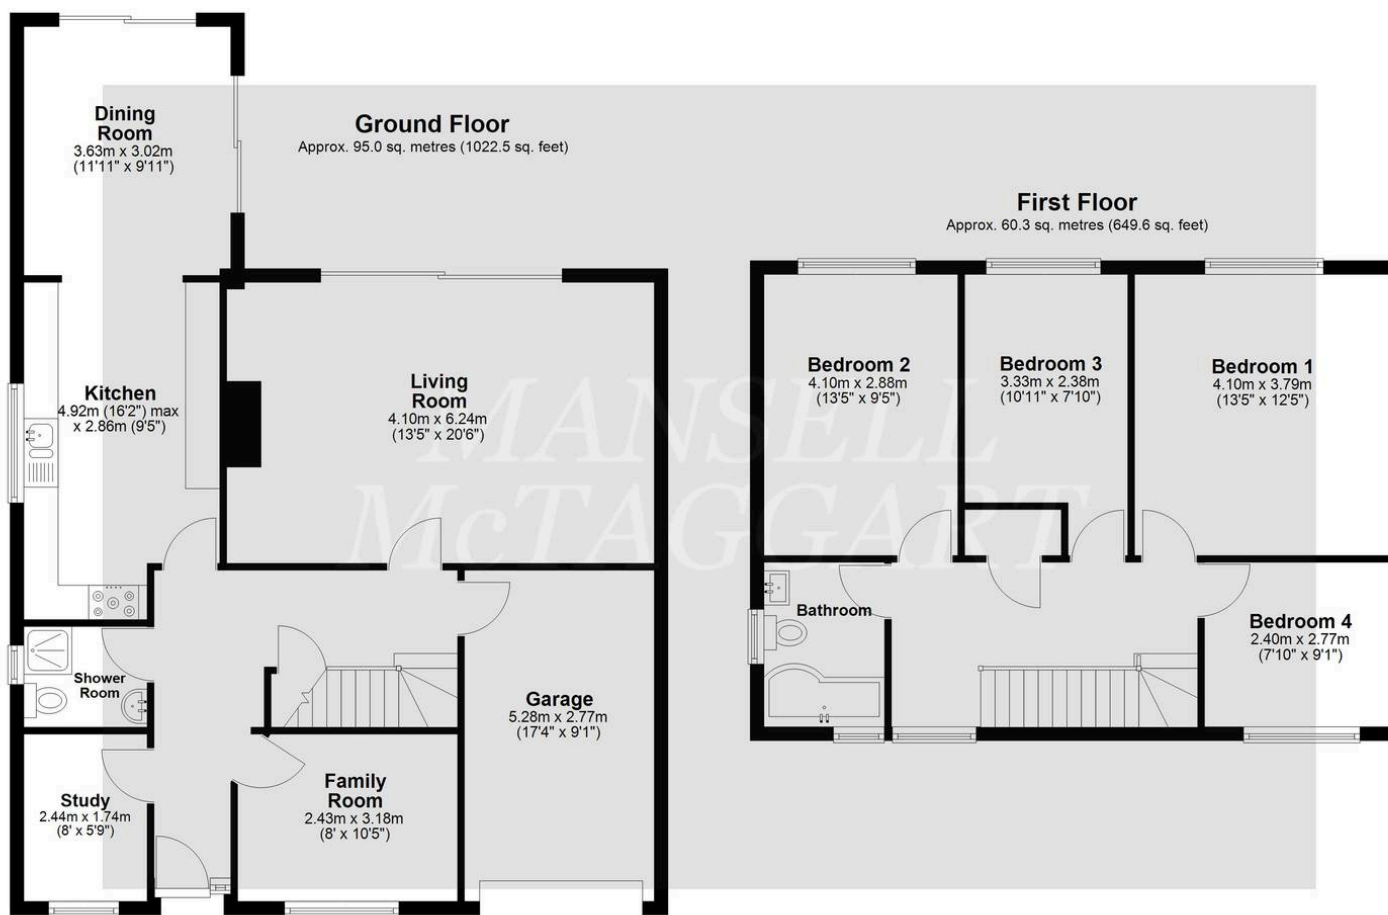 Dining
Room
3.63m x 3.02m
(11'11" x 9'11")
Ground Floor
Approx. 95.0 sq. metres (1022.5 sq. feet)
Kitchen
4.92m (16'2") max
x 2.86m (9'5")
Living
Room
4.10m x 6.24m
(13'5" x 20'6")
Shower
Room
Garage
5.28m x 2.77m
(17'4" x 9'1")
Study
2.44m x 1.74m
(8' x 5'9")
Family
Room
2.43m x 3.18m
(8' x 10'5")
First Floor
Approx. 60.3 sq. metres (649.6 sq. feet)
Bedroom 2
4.10m x 2.88m
(13'5" x 9'5")
Bedroom 3
3.33m x 2.38m
(10'11" x 7'10")
Bedroom 1
4.10m x 3.79m
(13'5" x 12'5")
Bathroom
Bedroom 4
2.40m x 2.77m
(7'10" x 9'1")
MANSELL
McTAGGART